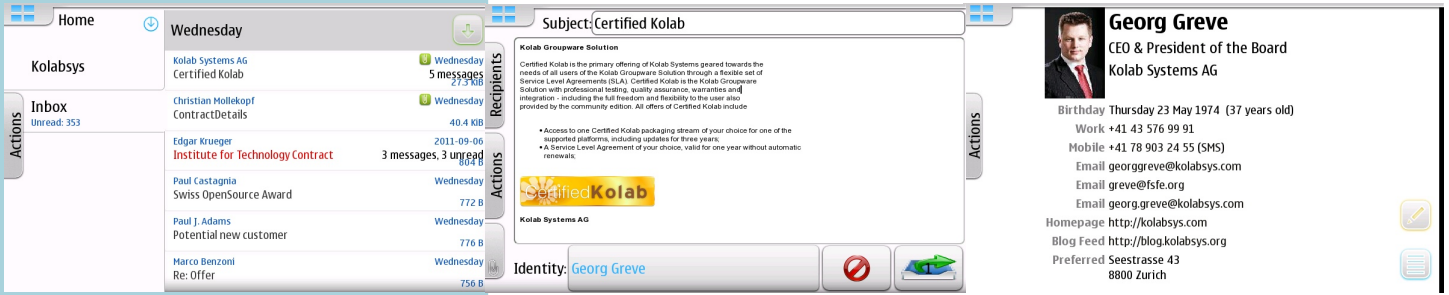 Home
Kolabsys
Inbox
Unread: 353
Actions
Wednesday
Kolab Systems AG
Wednesday
Certified Kolab
5 messages
27.3 KiB
Christian Mollekopf
Wednesday
ContractDetails
40.4 KiB
Edgar Krueger
2011-09-06
Institute for Technology Contract
3 messages, 3 unread
804 B
Paul Castagnia
Wednesday
Swiss OpenSource Award
772 B
Paul J. Adams
Wednesday
Potential new customer
776 B
Marco Benzoni
Wednesday
Re: Offer
756 B
Subject: Certified Kolab
Recipients
Actions
Kolab Groupware Solution
Certified Kolab is the primary offering of Kolab Systems geared towards the
needs of all users of the Kolab Groupware Solution through a flexible set of
Service Level Agreements (SLA). Certified Kolab is the Kolab Groupware
Solution with professional testing, quality assurance, warranties and
integration - including the full freedom and flexibility to the user also
provided by the community edition. All offers of Certified Kolab include
• Access to one Certified Kolab packaging stream of your choice for one of the
supported platforms, including updates for three years;
• A Service Level Agreement of your choice, valid for one year without automatic
renewals;
Certified Kolab
Kolab Systems AG
Identity: Georg Greve
Actions
Georg Greve
CEO & President of the Board
Kolab Systems AG
Birthday Thursday 23 May 1974 (37 years old)
Work +41 43 576 99 91
Mobile +41 78 903 24 55 (SMS)
Email georggreve@kolabsys.com
Email greve@fsfe.org
Email georg.greve@kolabsys.com
Homepage http://kolabsys.com
Blog Feed http://blog.kolabsys.org
Preferred Seestrasse 43
8800 Zurich